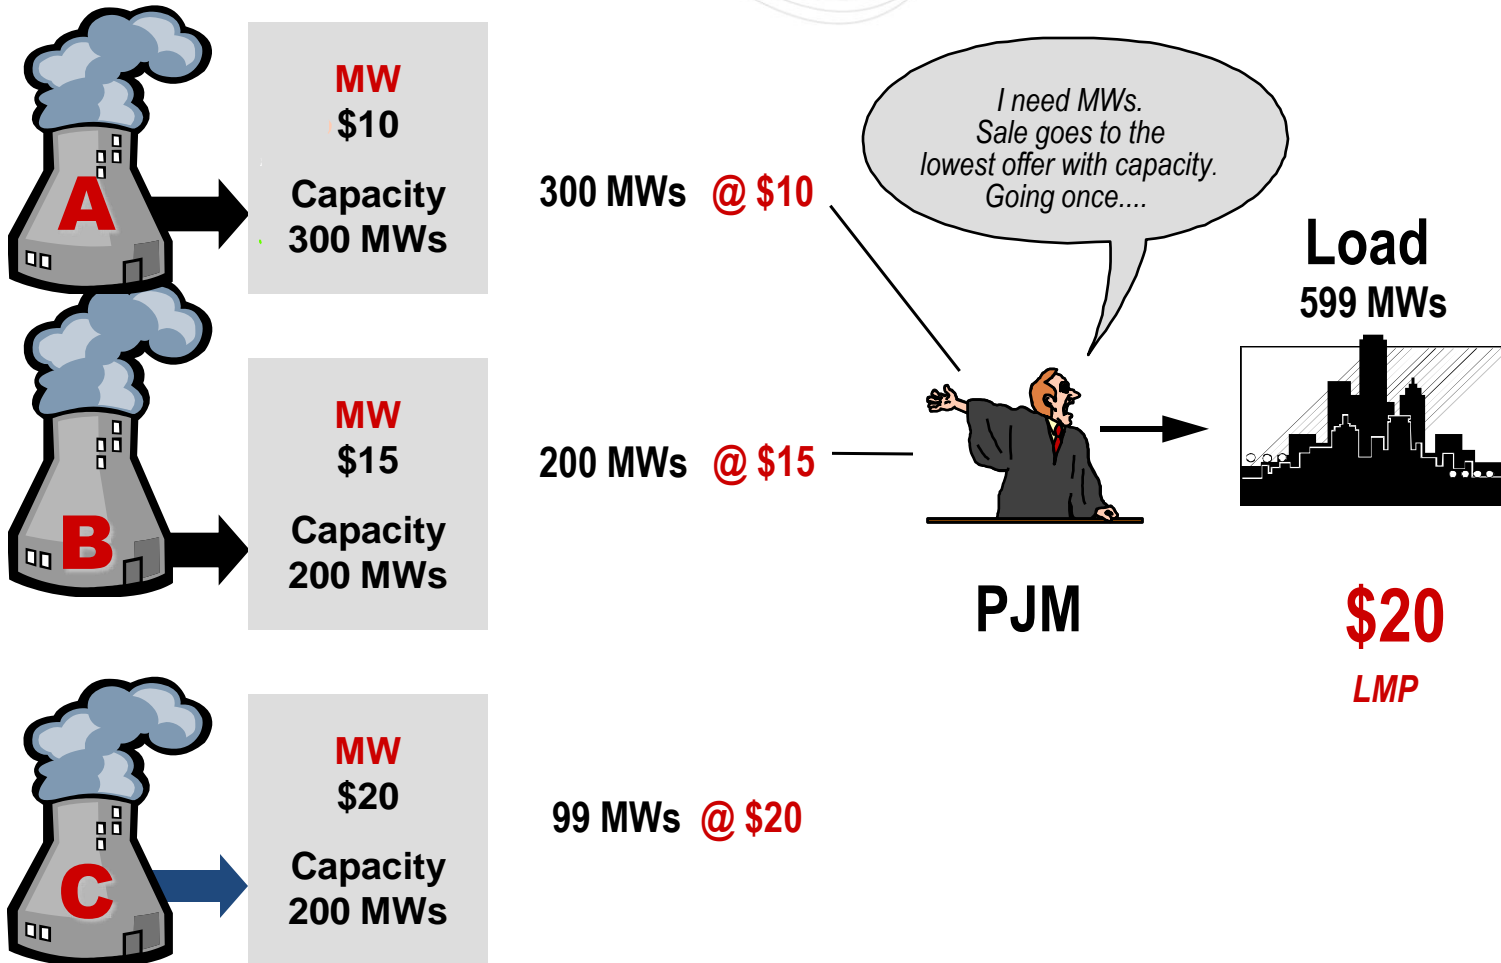 A
MW
$10
Capacity
300 MWs
300 MWs @ $10
I need MWs.
Sale goes to the
lowest offer with capacity.
Going once....
Load
599 MWs
B
MW
$15
Capacity
200 MWs
200 MWs @ $15
PJM
$20
LMP
C
MW
$20
Capacity
200 MWs
99 MWs @ $20